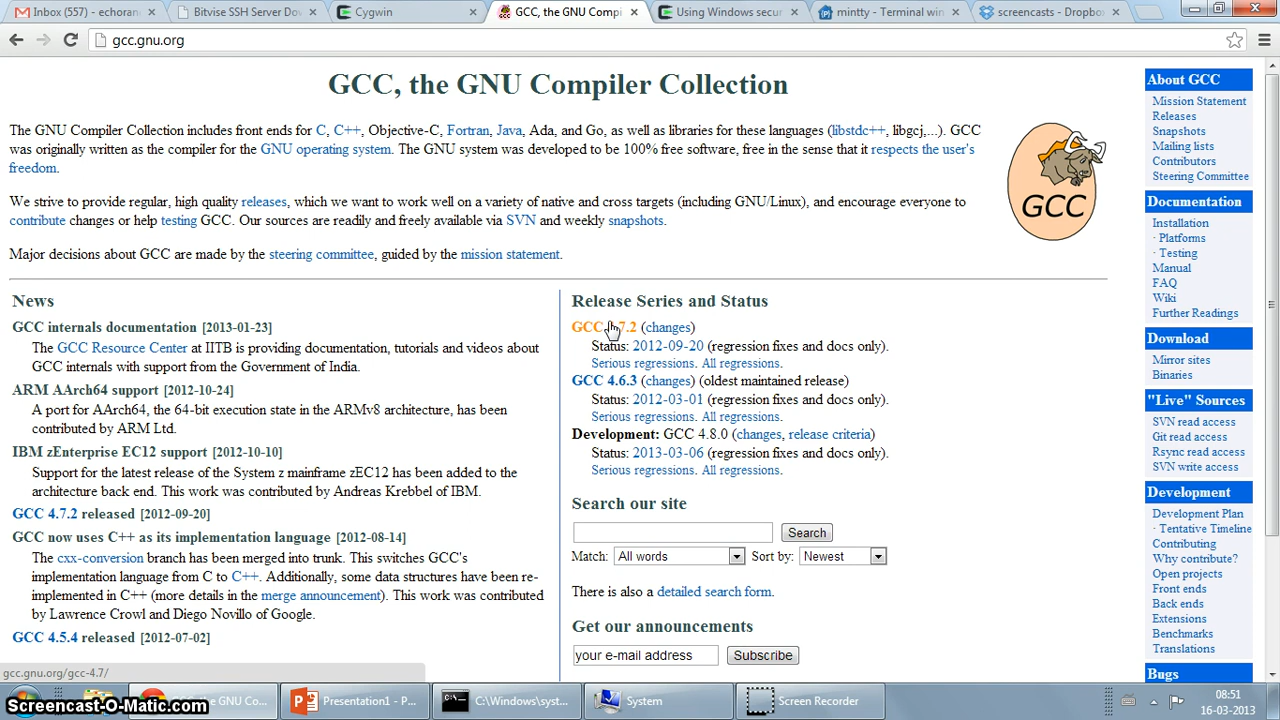 Inbox (557) - echoran
Bitvise SSH Server Dov
Cygwin
GCC, the GNU Compi
Using Windows secur
mintty - Terminal win
screencasts - Dropbox
gcc.gnu.org
GCC, the GNU Compiler Collection
The GNU Compiler Collection includes front ends for C, C++, Objective-C, Fortran, Java, Ada, and Go, as well as libraries for these languages (libstdc++, libgcj,...). GCC
was originally written as the compiler for the GNU operating system. The GNU system was developed to be 100% free software, free in the sense that it respects the user's
freedom.
We strive to provide regular, high quality releases, which we want to work well on a variety of native and cross targets (including GNU/Linux), and encourage everyone to
contribute changes or help testing GCC. Our sources are readily and freely available via SVN and weekly snapshots.
Major decisions about GCC are made by the steering committee, guided by the mission statement.
GCC
News
GCC internals documentation [2013-01-23]
The GCC Resource Center at IITB is providing documentation, tutorials and videos about
GCC internals with support from the Government of India.
ARM AArch64 support [2012-10-24]
A port for AArch64, the 64-bit execution state in the ARMv8 architecture, has been
contributed by ARM Ltd.
IBM zEnterprise EC12 support [2012-10-10]
Support for the latest release of the System z mainframe zEC12 has been added to the
architecture back end. This work was contributed by Andreas Krebbel of IBM.
GCC 4.7.2 released [2012-09-20]
GCC now uses C++ as its implementation language [2012-08-14]
The cxx-conversion branch has been merged into trunk. This switches GCC's
implementation language from C to C++. Additionally, some data structures have been re-
implemented in C++ (more details in the merge announcement). This work was contributed
by Lawrence Crowl and Diego Novillo of Google.
GCC 4.5.4 released [2012-07-02]
Release Series and Status
GCC 7.2 (changes)
Status: 2012-09-20 (regression fixes and docs only).
Serious regressions. All regressions.
GCC 4.6.3 (changes) (oldest maintained release)
Status: 2012-03-01 (regression fixes and docs only).
Serious regressions. All regressions.
Development: GCC 4.8.0 (changes, release criteria)
Status: 2013-03-06 (regression fixes and docs only).
Serious regressions. All regressions.
Search our site
Search
Match: All words Sort by: Newest
There is also a detailed search form.
Get our announcements
your e-mail address Subscribe
About GCC
Mission Statement
Releases
Snapshots
Mailing lists
Contributors
Steering Committee
Documentation
Installation
· Platforms
· Testing
Manual
FAQ
Wiki
Further Readings
Download
Mirror sites
Binaries
"Live" Sources
SVN read access
Git read access
Rsync read access
SVN write access
Development
Development Plan
· Tentative Timeline
Contributing
Why contribute?
Open projects
Front ends
Back ends
Extensions
Benchmarks
Translations
Bugs
gcc.gnu.org/gcc-4.7/
GNU Co...
Presentation1 - P...
C:\Windows\syst...
System
Screen Recorder
08:51
16-03-2013
Screencast-O-Matic.com